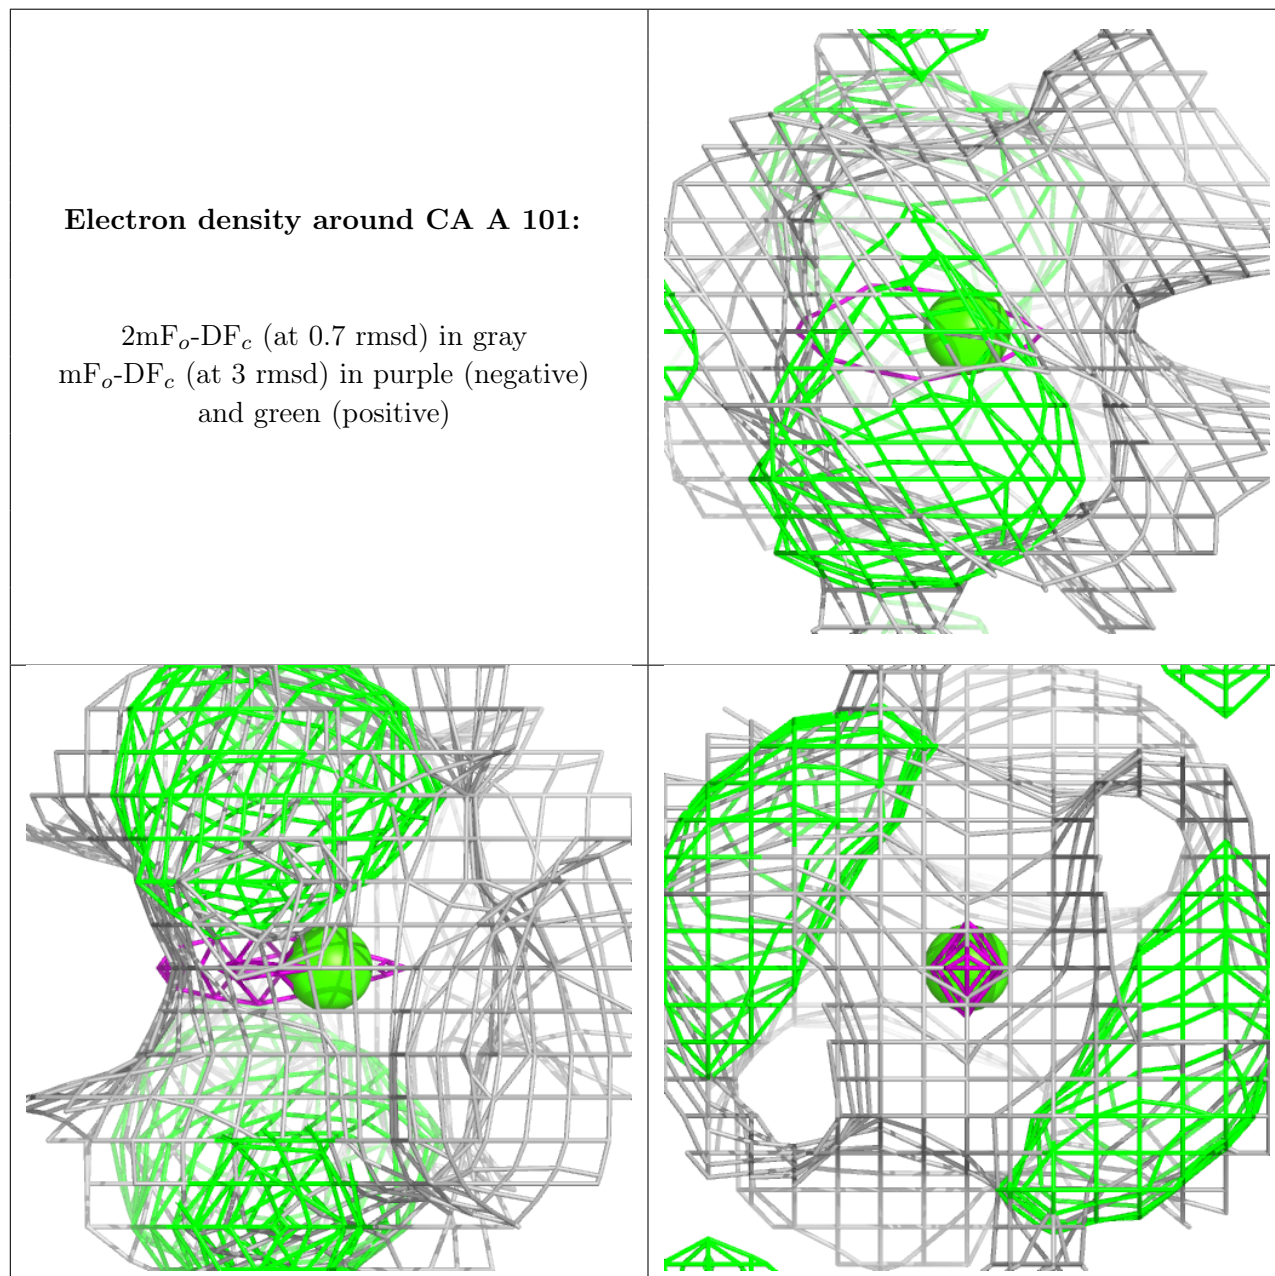 Electron density around CA A 101:
2mFₒ-DF𝒸 (at 0.7 rmsd) in gray
mFₒ-DF𝒸 (at 3 rmsd) in purple (negative)
and green (positive)